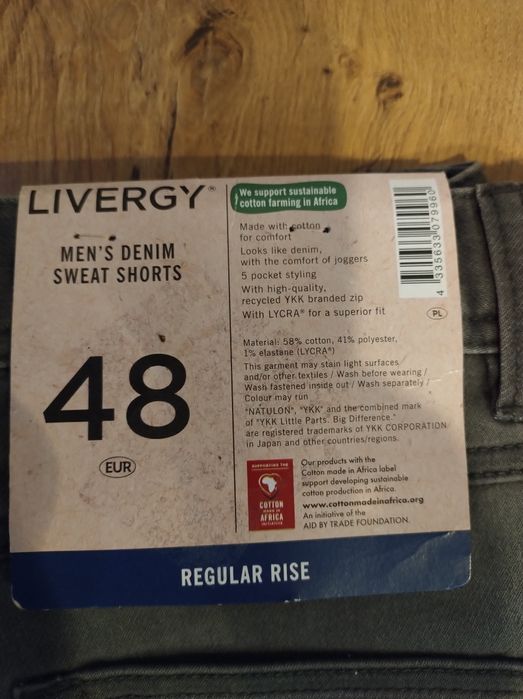 LIVERGY®
MEN'S DENIM
SWEAT SHORTS
48
EUR
We support sustainable
cotton farming in Africa
Made with cotton
for comfort
Looks like denim,
with the comfort of joggers
5 pocket styling
With high-quality,
recycled YKK branded zip
With LYCRA® for a superior fit
4 335639 079960
PL
Material: 58% cotton, 41% polyester,
1% elastane (LYCRA®)
This garment may stain light surfaces
and/or other textiles / Wash before wearing /
Wash fastened inside out / Wash separately /
Colour may run
"NATULON", "YKK" and the combined mark
of "YKK Little Parts. Big Difference."
are registered trademarks of YKK CORPORATION
in Japan and other countries/regions.
SUPPORTING THE
COTTON
MADE IN
AFRICA
INITIATIVE
Our products with the
Cotton made in Africa label
support developing sustainable
cotton production in Africa.
www.cottonmadeinafrica.org
An initiative of the
AID BY TRADE FOUNDATION.
REGULAR RISE